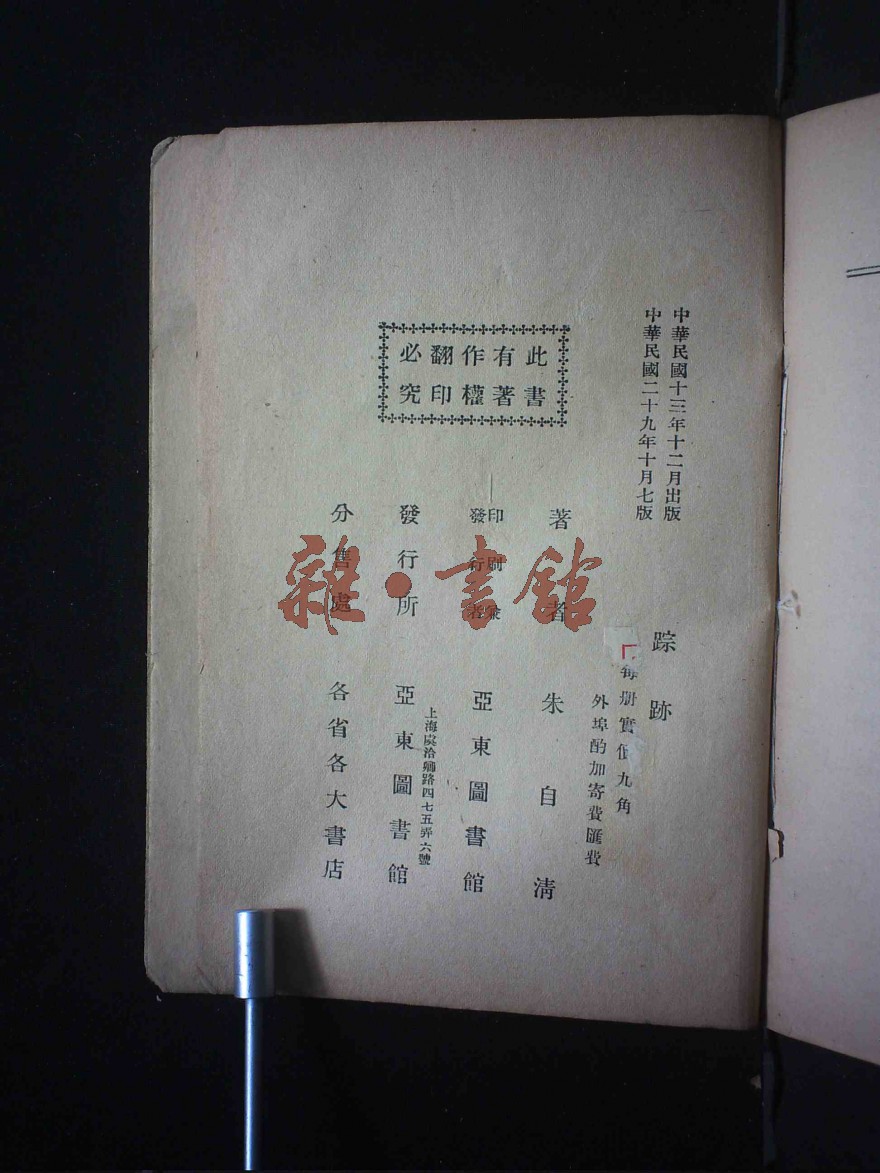 中華民國十三年十二月出版
中華民國二十九年十月七版
踪跡
每册實價九角
外埠酌加寄費匯費
著者 朱自淸
印刷兼
發行者 亞東圖書館
上海虞洽卿路四七五弄六號
發行所 亞東圖書館
分售處 各省各大書店
此書
有著
作權
翻印
必究
雜·書館